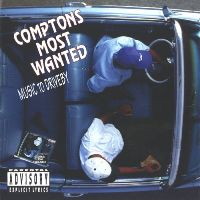 COMPTONS
MOST
WANTED
MUSIC TO DRIVEBY
PARENTAL
ADVISORY
EXPLICIT LYRICS